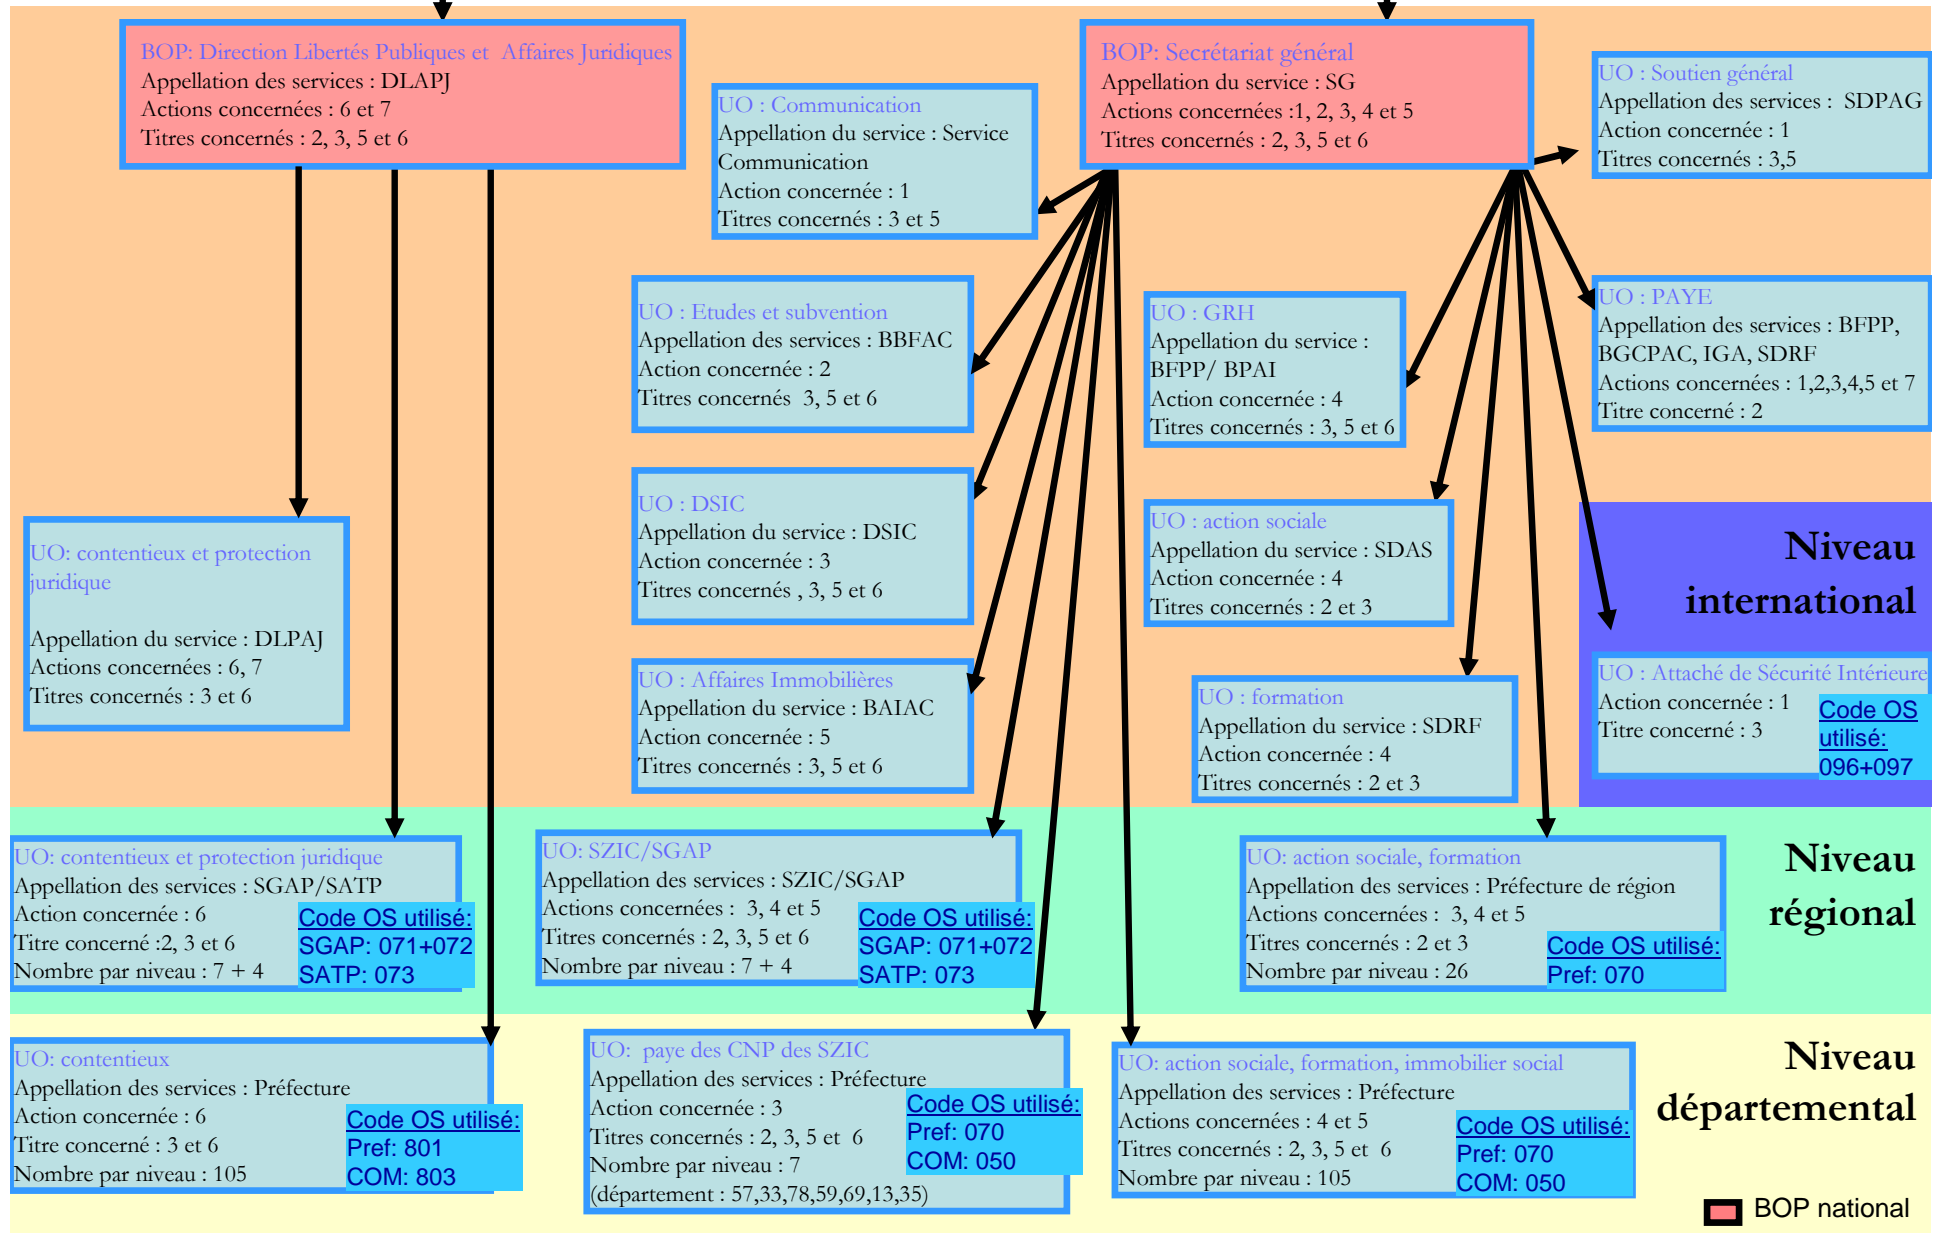 BOP: Direction Libertés Publiques et Affaires Juridiques
Appellation des services : DLAPJ
Actions concernées : 6 et 7
Titres concernés : 2, 3, 5 et 6
BOP: Secrétariat général
Appellation du service : SG
Actions concernées :1, 2, 3, 4 et 5
Titres concernés : 2, 3, 5 et 6
UO : Soutien général
Appellation des services : SDPAG
Action concernée : 1
Titres concernés : 3,5
UO : Communication
Appellation du service : Service
Communication
Action concernée : 1
Titres concernés : 3 et 5
UO : Etudes et subvention
Appellation des services : BBFAC
Action concernée : 2
Titres concernés 3, 5 et 6
UO : GRH
Appellation du service :
BFPP/ BPAI
Action concernée : 4
Titres concernés : 3, 5 et 6
UO : PAYE
Appellation des services : BFPP,
BGCPAC, IGA, SDRF
Actions concernées : 1,2,3,4,5 et 7
Titre concerné : 2
UO: contentieux et protection
juridique
Appellation du service : DLPAJ
Actions concernées : 6, 7
Titres concernés : 3 et 6
UO : DSIC
Appellation du service : DSIC
Action concernée : 3
Titres concernés , 3, 5 et 6
UO : action sociale
Appellation du service : SDAS
Action concernée : 4
Titres concernés : 2 et 3
Niveau
international
UO : Affaires Immobilières
Appellation du service : BAIAC
Action concernée : 5
Titres concernés : 3, 5 et 6
UO : formation
Appellation du service : SDRF
Action concernée : 4
Titres concernés : 2 et 3
UO : Attaché de Sécurité Intérieure
Action concernée : 1
Titre concerné : 3
Code OS
utilisé:
096+097
UO: contentieux et protection juridique
Appellation des services : SGAP/SATP
Action concernée : 6
Titre concerné :2, 3 et 6
Nombre par niveau : 7 + 4
Code OS utilisé:
SGAP: 071+072
SATP: 073
UO: SZIC/SGAP
Appellation des services : SZIC/SGAP
Actions concernées : 3, 4 et 5
Titres concernés : 2, 3, 5 et 6
Nombre par niveau : 7 + 4
Code OS utilisé:
SGAP: 071+072
SATP: 073
UO: action sociale, formation
Appellation des services : Préfecture de région
Actions concernées : 3, 4 et 5
Titres concernés : 2 et 3
Nombre par niveau : 26
Code OS utilisé:
Pref: 070
Niveau
régional
UO: contentieux
Appellation des services : Préfecture
Action concernée : 6
Titre concerné : 3 et 6
Nombre par niveau : 105
Code OS utilisé:
Pref: 801
COM: 803
UO: paye des CNP des SZIC
Appellation des services : Préfecture
Action concernée : 3
Titres concernés : 2, 3, 5 et 6
Nombre par niveau : 7
(département : 57,33,78,59,69,13,35)
Code OS utilisé:
Pref: 070
COM: 050
UO: action sociale, formation, immobilier social
Appellation des services : Préfecture
Actions concernées : 4 et 5
Titres concernés : 2, 3, 5 et 6
Nombre par niveau : 105
Code OS utilisé:
Pref: 070
COM: 050
Niveau
départemental
BOP national